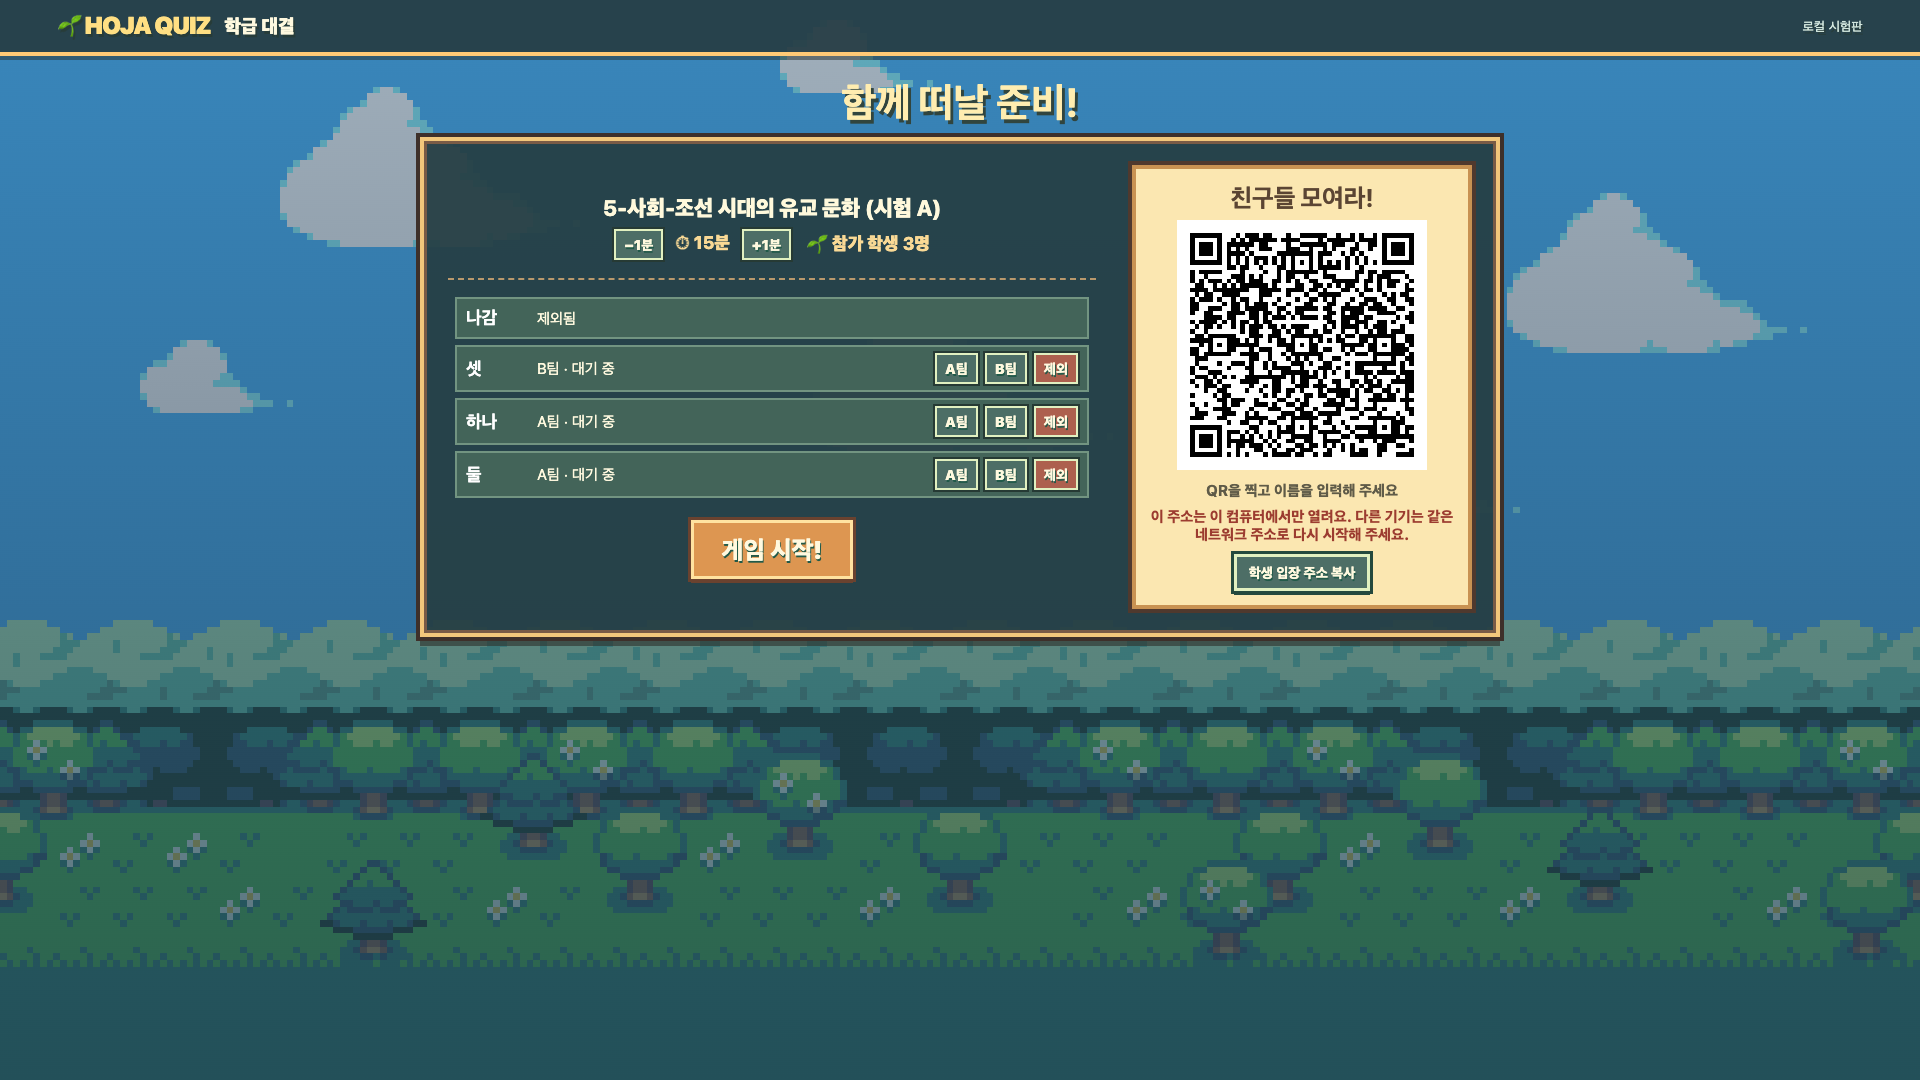 HOJA QUIZ 학급 대결
로컬 시험판
함께 떠날 준비!
5-사회-조선 시대의 유교 문화 (시험 A)
−1분 ⏱ 15분 +1분 🌱 참가 학생 3명
나감 제외됨
셋 B팀 · 대기 중 A팀 B팀 제외
하나 A팀 · 대기 중 A팀 B팀 제외
둘 A팀 · 대기 중 A팀 B팀 제외
게임 시작!
친구들 모여라!
QR을 찍고 이름을 입력해 주세요
이 주소는 이 컴퓨터에서만 열려요. 다른 기기는 같은
네트워크 주소로 다시 시작해 주세요.
학생 입장 주소 복사